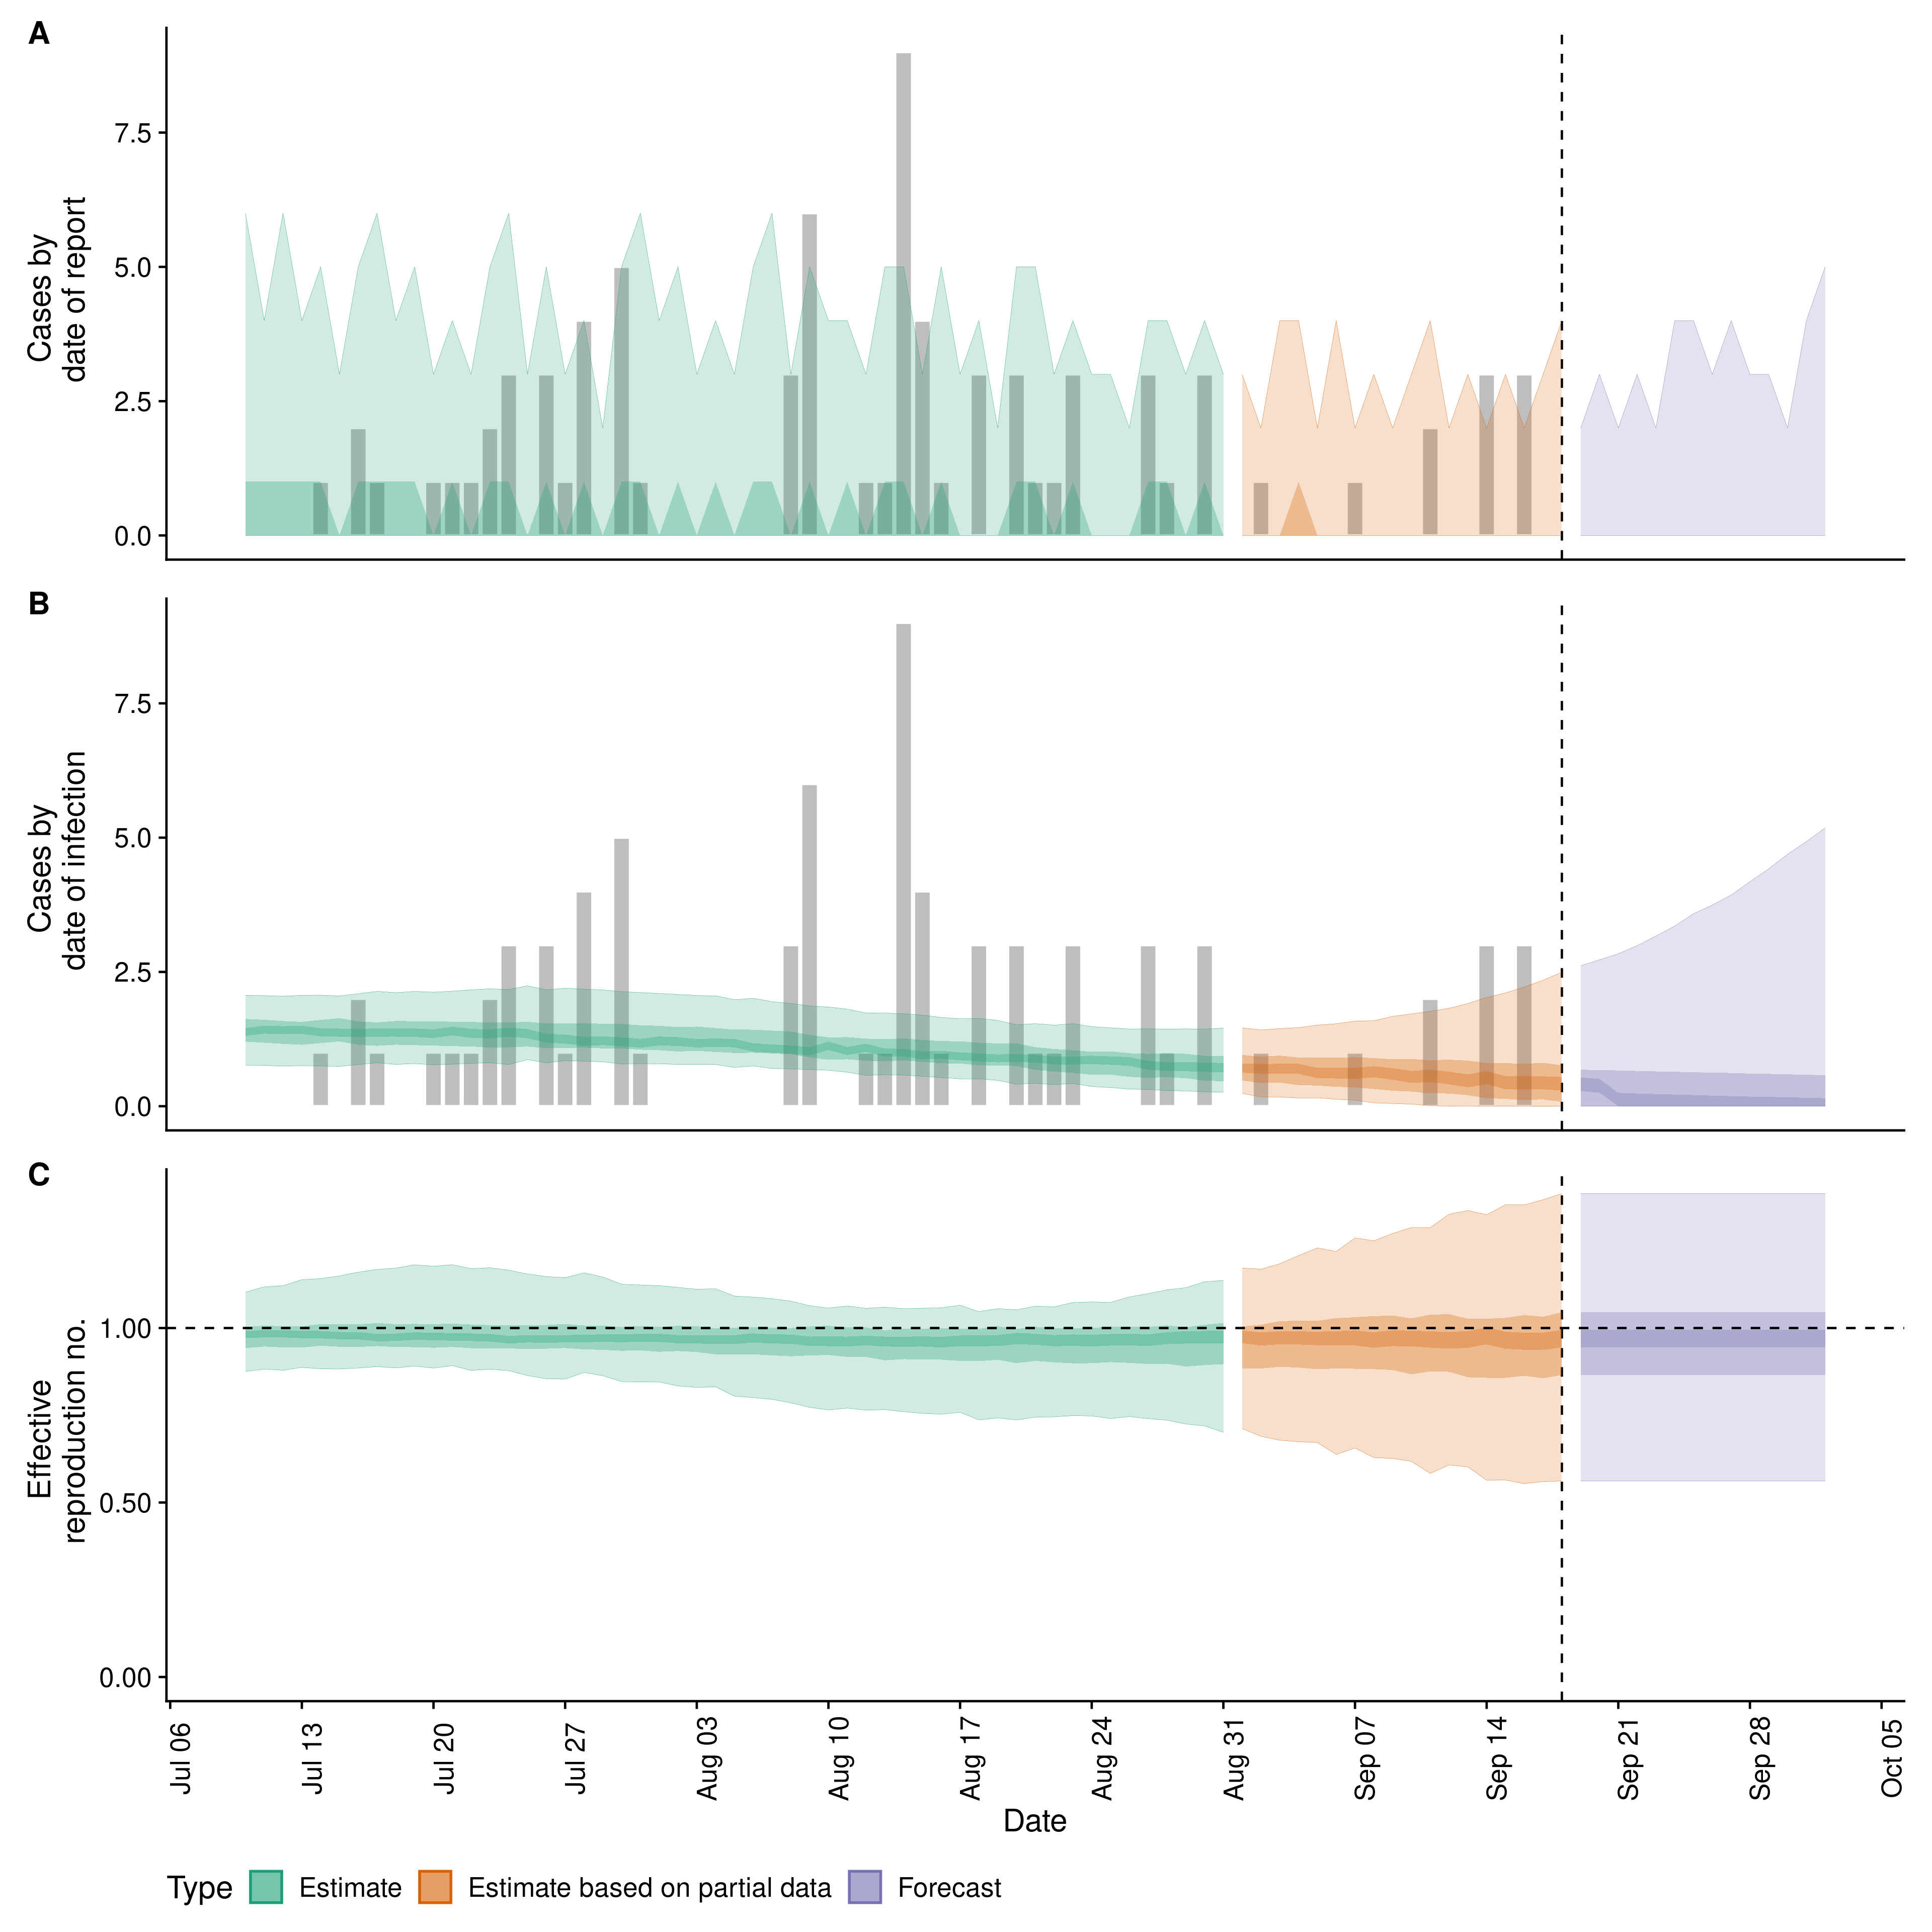 A
Cases by
date of report
7.5
5.0
2.5
0.0
B
Cases by
date of infection
7.5
5.0
2.5
0.0
C
Effective
reproduction no.
1.00
0.50
0.00
Jul 06
Jul 13
Jul 20
Jul 27
Aug 03
Aug 10
Aug 17
Aug 24
Aug 31
Sep 07
Sep 14
Sep 21
Sep 28
Oct 05
Date
Type Estimate Estimate based on partial data Forecast